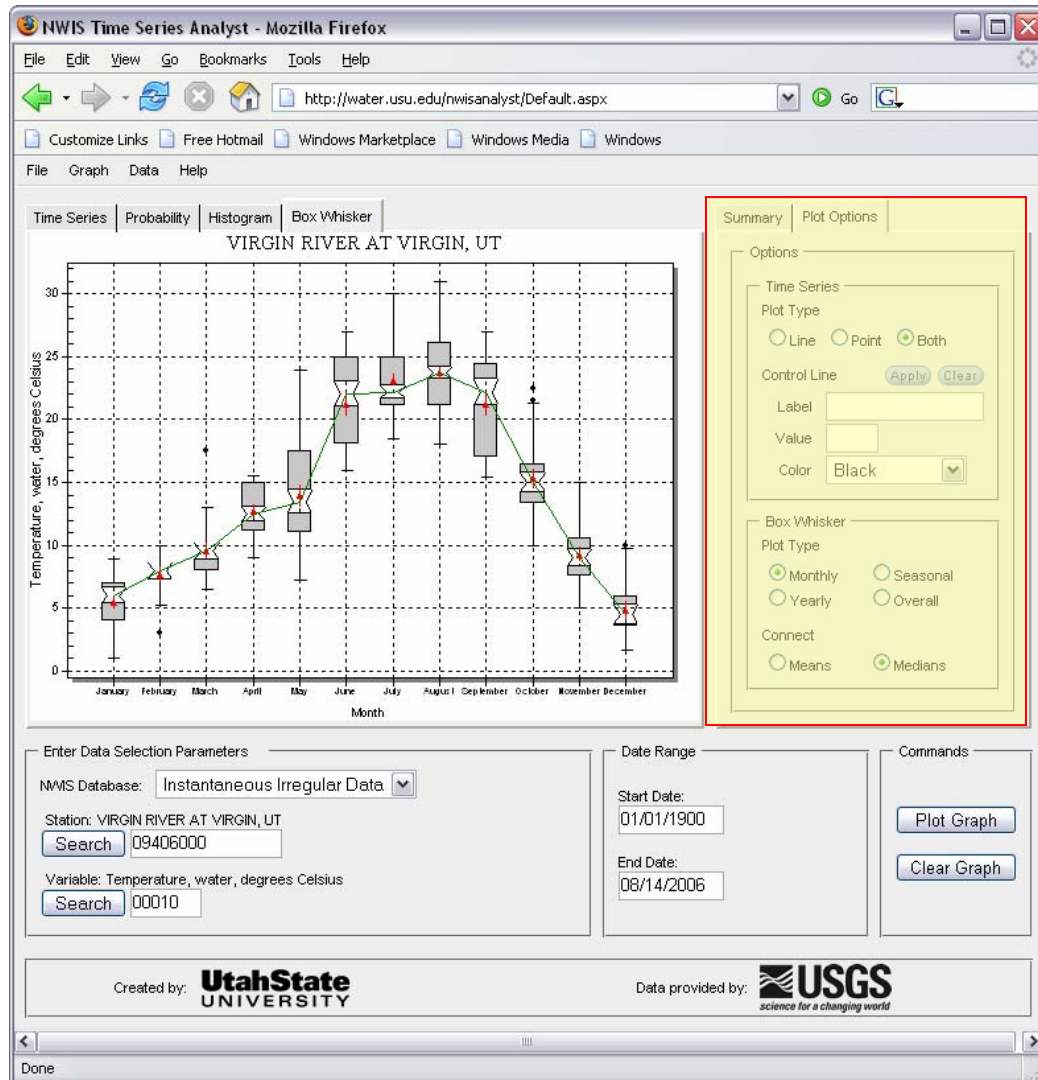 NWIS Time Series Analyst - Mozilla Firefox
File Edit View Go Bookmarks Tools Help
http://water.usu.edu/nwisanalyst/Default.aspx Go G
Customize Links Free Hotmail Windows Marketplace Windows Media Windows
File Graph Data Help
Time Series Probability Histogram Box Whisker
VIRGIN RIVER AT VIRGIN, UT
Temperature, water, degrees Celsius
30
25
20
15
10
5
0
January February March April May June July August September October November December
Month
Summary Plot Options
Options
Time Series
Plot Type
Line Point Both
Control Line Apply Clear
Label
Value
Color Black
Box Whisker
Plot Type
Monthly Seasonal
Yearly Overall
Connect
Means Medians
Enter Data Selection Parameters
NWIS Database: Instantaneous Irregular Data
Station: VIRGIN RIVER AT VIRGIN, UT
Search 09406000
Variable: Temperature, water, degrees Celsius
Search 00010
Date Range
Start Date:
01/01/1900
End Date:
08/14/2006
Commands
Plot Graph
Clear Graph
Created by: UtahState
UNIVERSITY
Data provided by: USGS
science for a changing world
Done